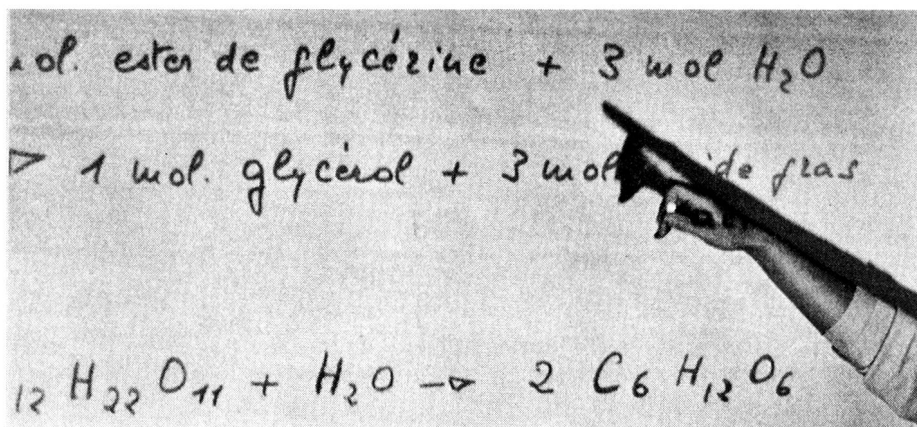 mol. ester de glycérine + 3 mol H₂O
▷ 1 mol. glycérol + 3 mol de gras
₁₂ H₂₂ O₁₁ + H₂O → 2 C₆ H₁₂ O₆